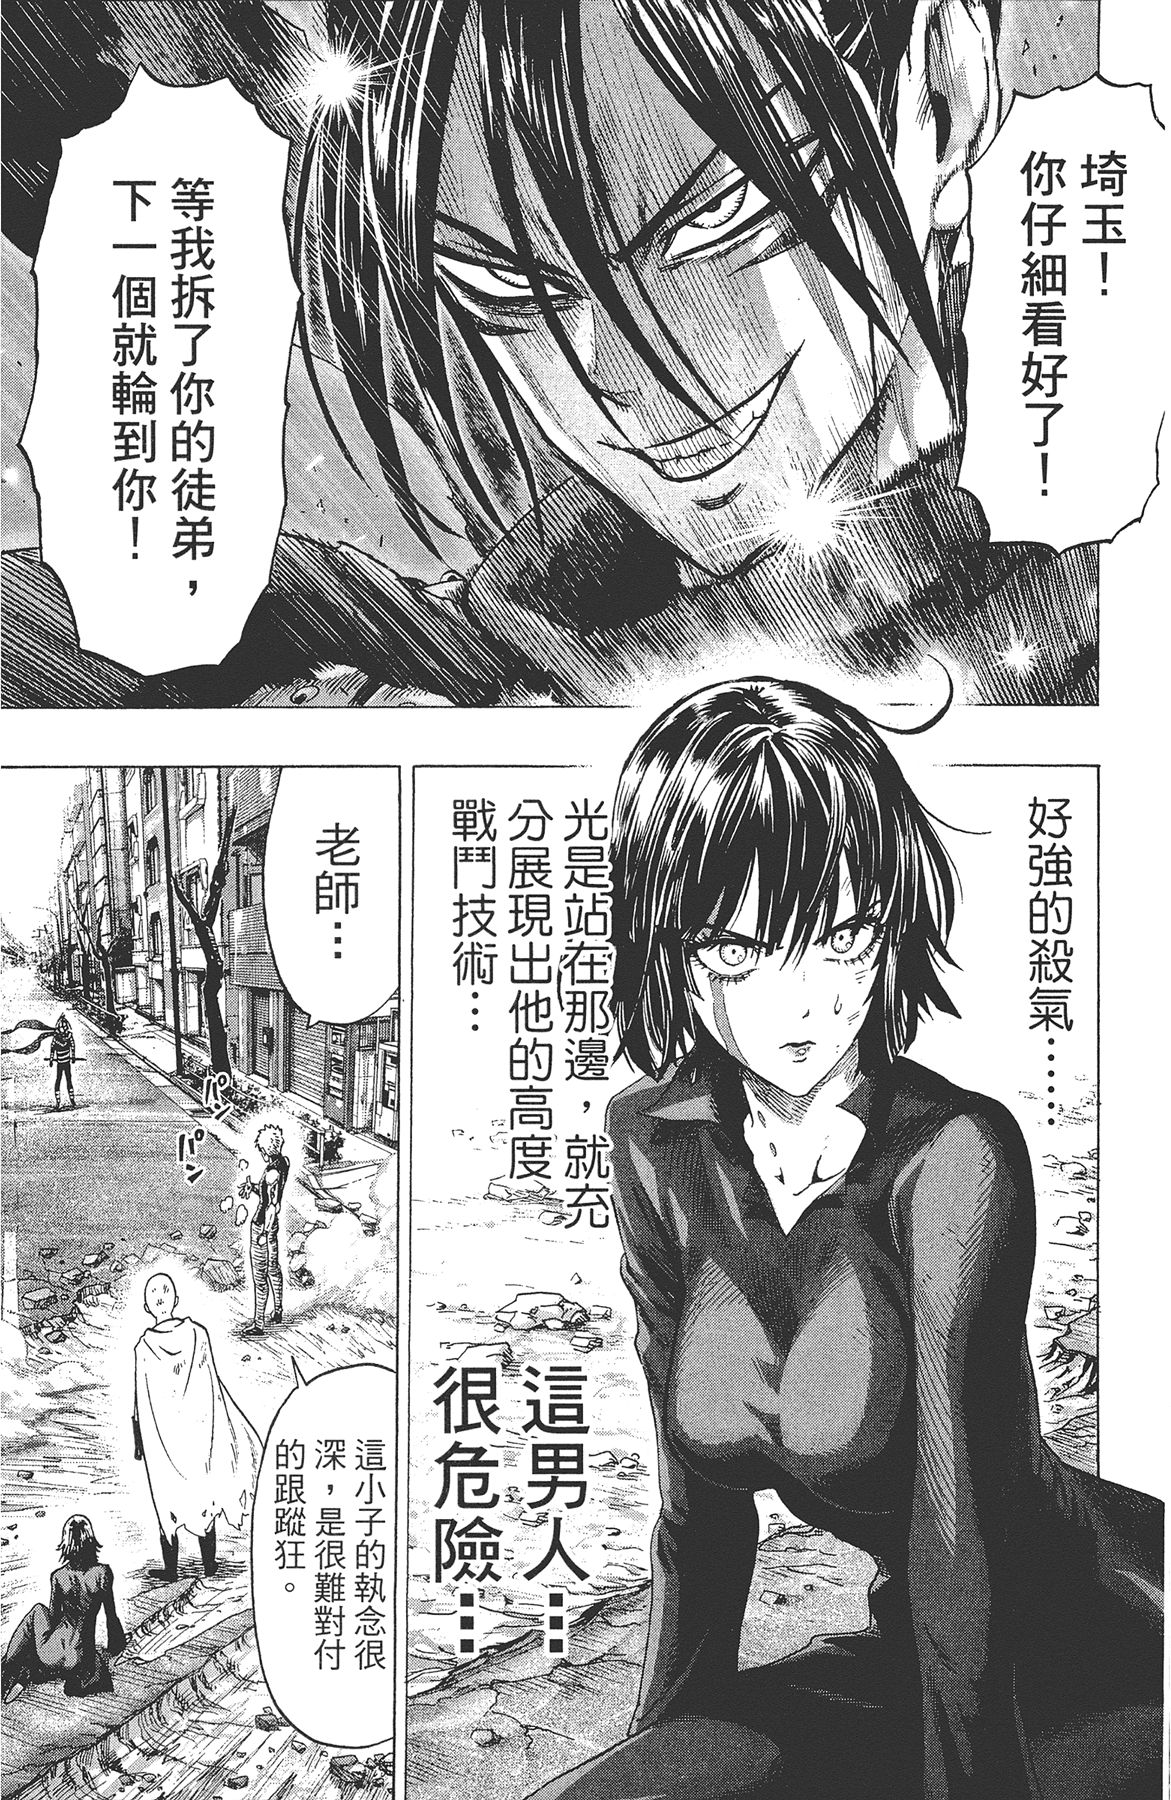 埼玉！
你仔細看好了！
等我拆了你的徒弟，
下一個就輪到你！
好強的殺氣……
光是站在那邊，就充
分展現出他的高度
戰鬥技術…
這男人…
很危險…
老師…
パン
パン
這小子的執念很
深，是很難對付
的跟蹤狂。